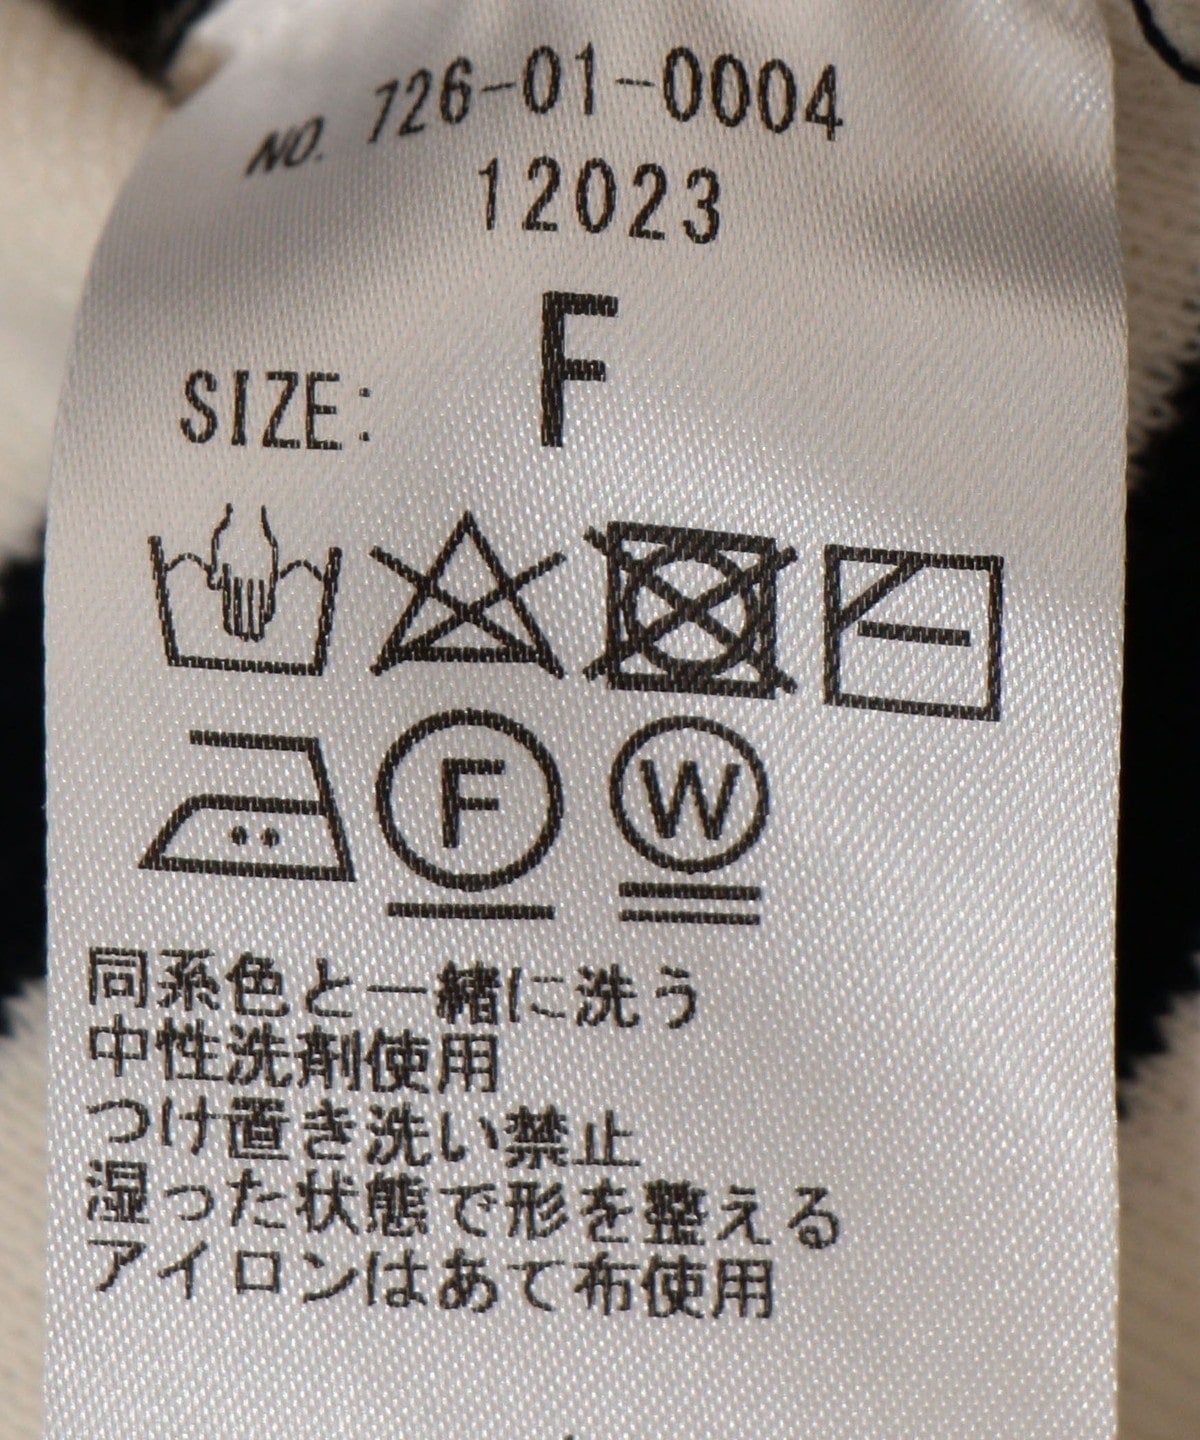 NO. 726-01-0004
12023
SIZE: F
F W
同系色と一緒に洗う
中性洗剤使用
つけ置き洗い禁止
湿った状態で形を整える
アイロンはあて布使用